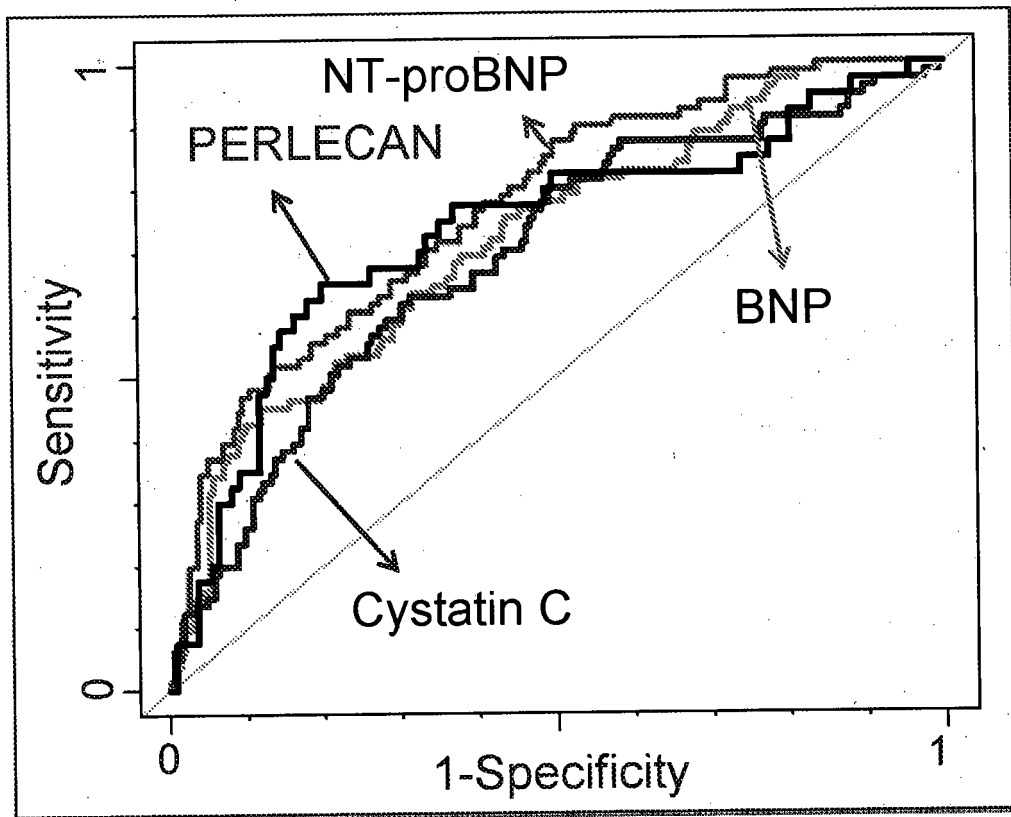 1
NT-proBNP
PERLECAN
BNP
Sensitivity
Cystatin C
0
0
1
1-Specificity